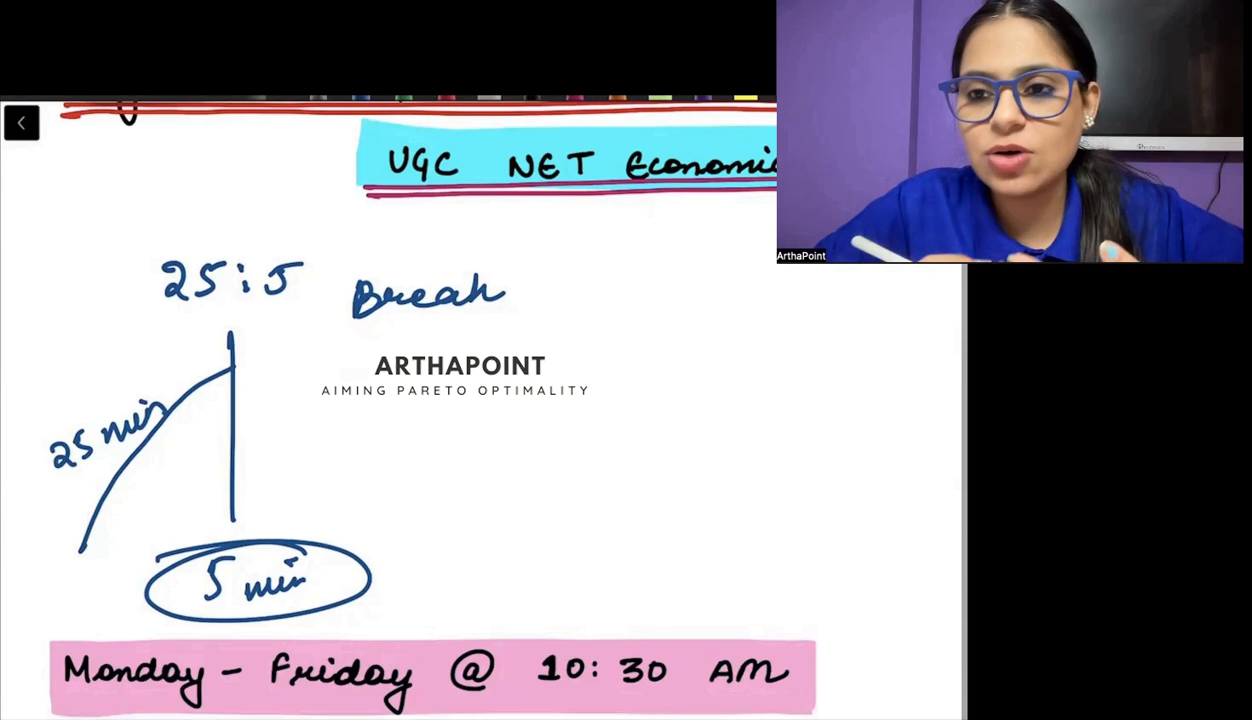 UGC NET Economic
25:5 Break
ARTHAPOINT
AIMING PARETO OPTIMALITY
25 min
5 min
Monday - Friday @ 10:30 AM
ArthaPoint